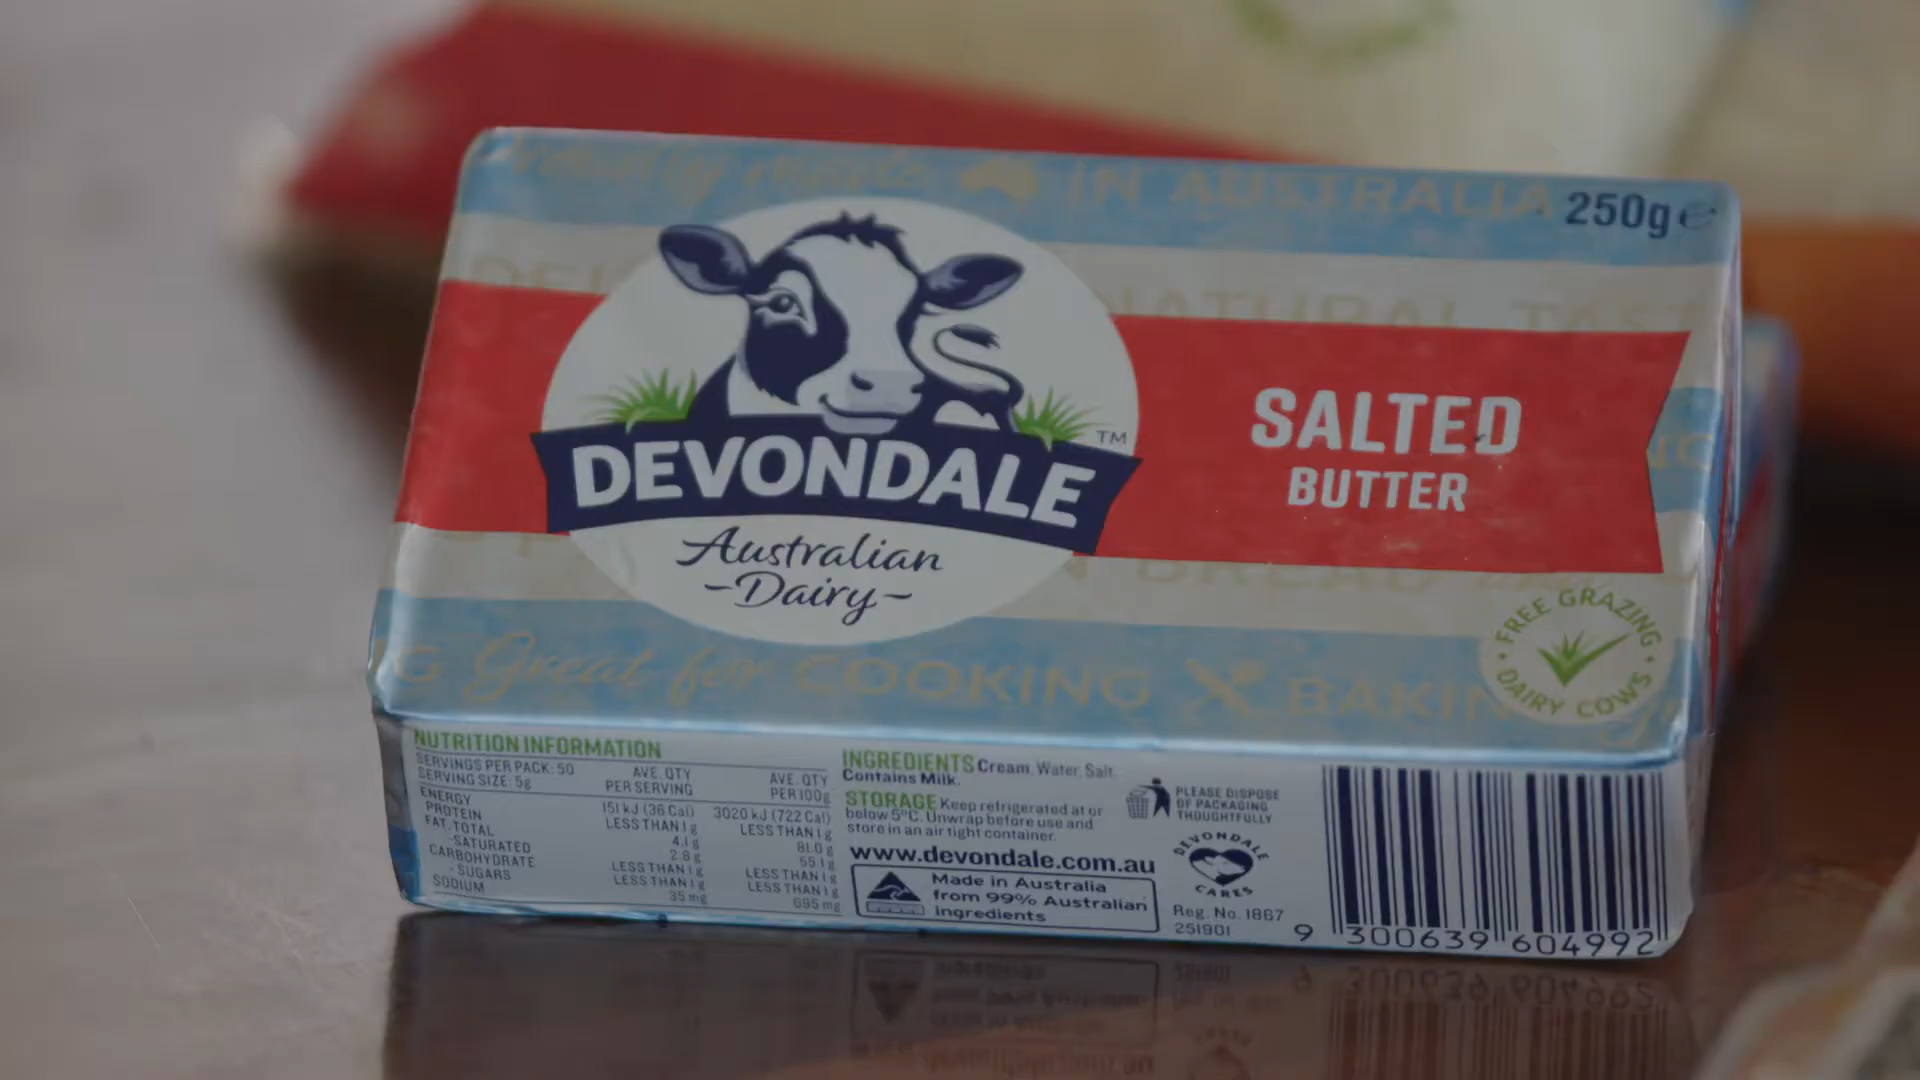 Proudly made IN AUSTRALIA
250g e
NATURAL TAST
DEVONDALE
TM
Australian
-Dairy-
SALTED
BUTTER
BREAD
FREE GRAZING
DAIRY COWS
G Great for COOKING BAKIN
NUTRITION INFORMATION
SERVINGS PER PACK: 50
SERVING SIZE: 5g
AVE. QTY PER SERVING
AVE. QTY PER 100g
ENERGY 151 kJ (36 Cal) 3020 kJ (722 Cal)
PROTEIN LESS THAN 1 g LESS THAN 1 g
FAT, TOTAL 4.1 g 81.0 g
-SATURATED 2.8 g 55.1 g
CARBOHYDRATE LESS THAN 1 g LESS THAN 1 g
-SUGARS LESS THAN 1 g LESS THAN 1 g
SODIUM 35 mg 695 mg
INGREDIENTS Cream, Water, Salt.
Contains Milk.
STORAGE Keep refrigerated at or
below 5°C. Unwrap before use and
store in an air tight container.
www.devondale.com.au
Made in Australia
from 99% Australian
ingredients
PLEASE DISPOSE
OF PACKAGING
THOUGHTFULLY
DEVONDALE
CARES
Reg. No. 1867
251901
9 300639 604992